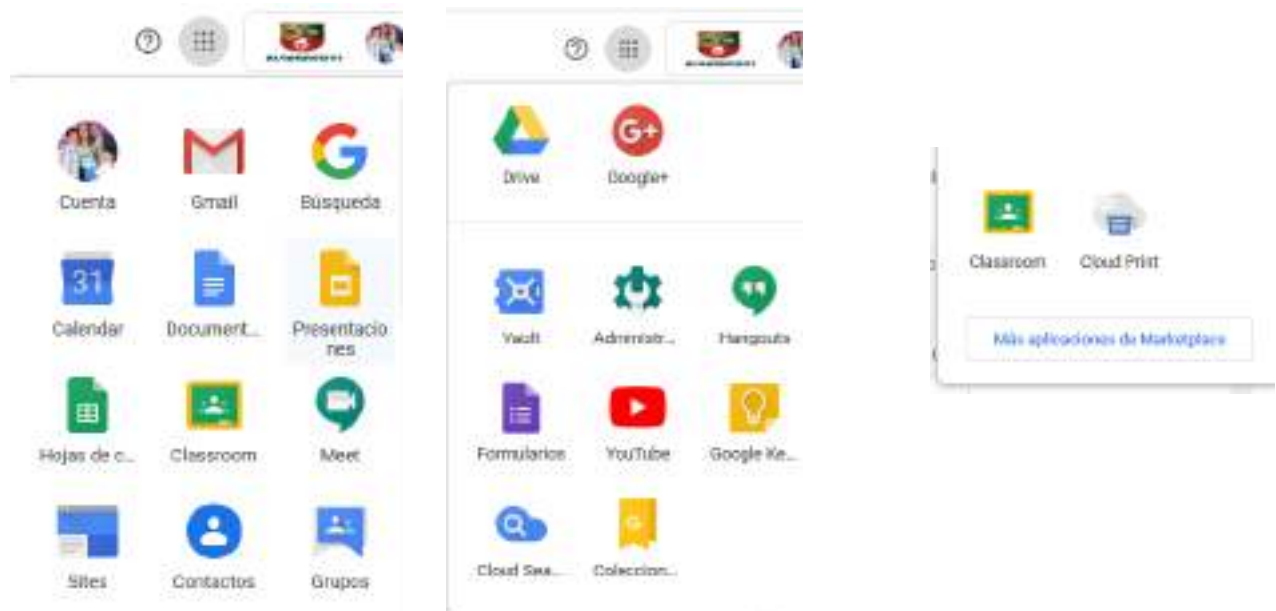 Cuenta
Gmail
Búsqueda
31
Calendar
Document...
Presentacio
nes
Hojas de c...
Classroom
Meet
Sites
Contactos
Grupos
Drive
G+
Google+
Vault
Administr...
Hangouts
Formularios
YouTube
Google Ke...
Cloud Sea...
G
Coleccion...
Classroom
Cloud Print
Más aplicaciones de Marketplace